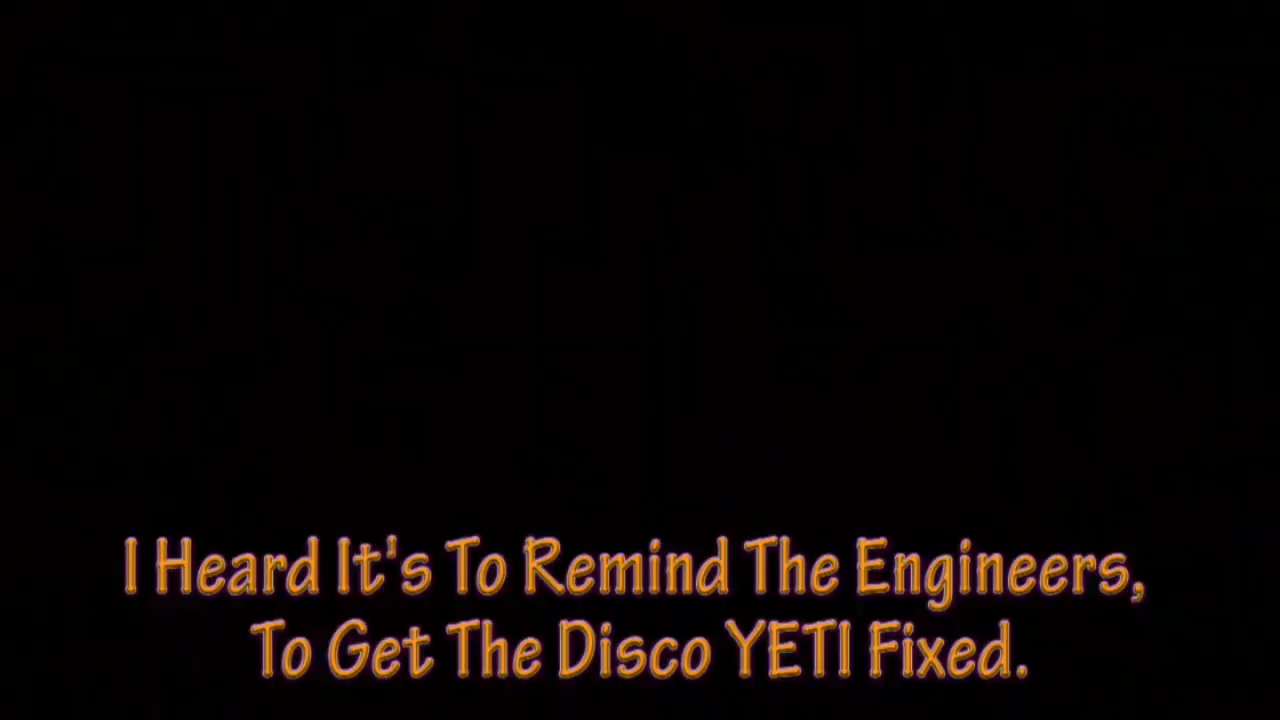 I Heard It's To Remind The Engineers,
To Get The Disco YETI Fixed.